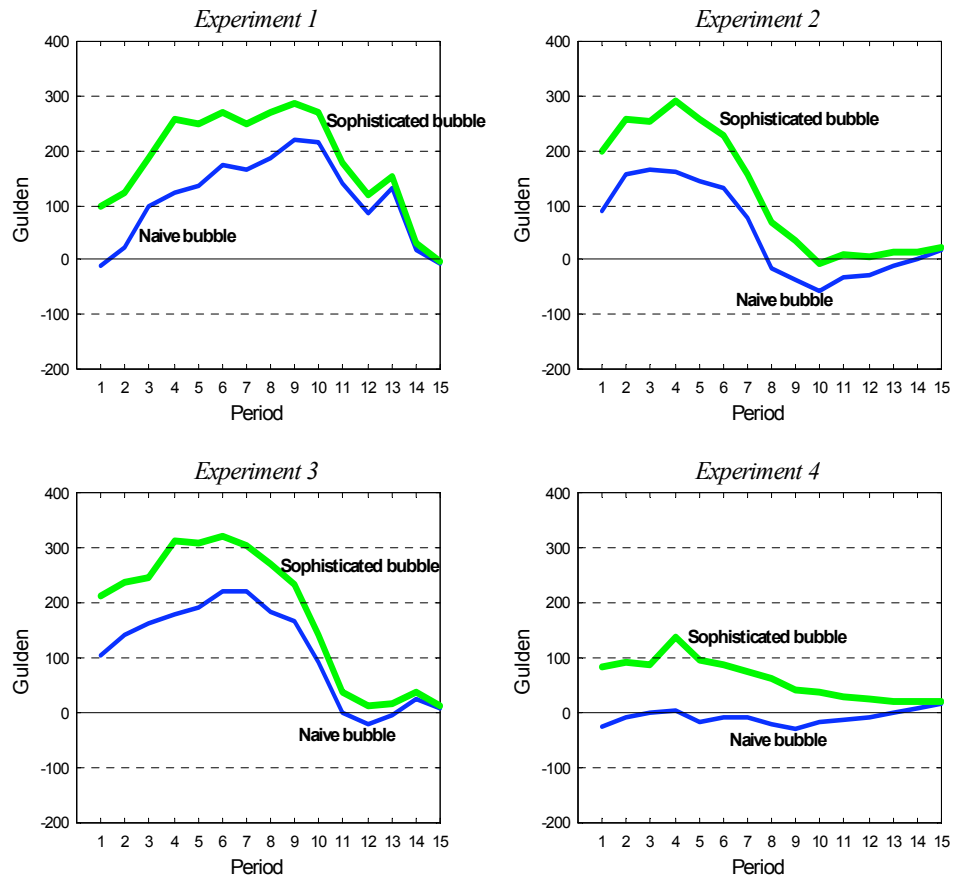 Experiment 1
400
300
200
100
0
-100
-200
Gulden
Sophisticated bubble
Naive bubble
1 2 3 4 5 6 7 8 9 10 11 12 13 14 15
Period
Experiment 2
400
300
200
100
0
-100
-200
Gulden
Sophisticated bubble
Naive bubble
1 2 3 4 5 6 7 8 9 10 11 12 13 14 15
Period
Experiment 3
400
300
200
100
0
-100
-200
Gulden
Sophisticated bubble
Naive bubble
1 2 3 4 5 6 7 8 9 10 11 12 13 14 15
Period
Experiment 4
400
300
200
100
0
-100
-200
Gulden
Sophisticated bubble
Naive bubble
1 2 3 4 5 6 7 8 9 10 11 12 13 14 15
Period